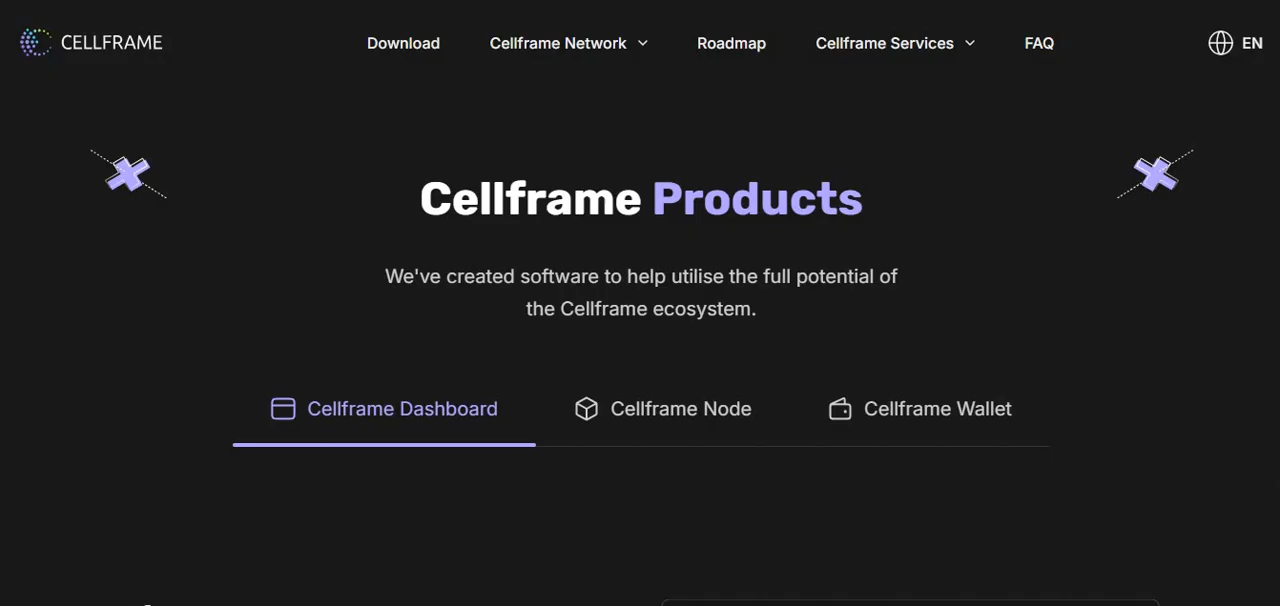 CELLFRAME
Download
Cellframe Network
Roadmap
Cellframe Services
FAQ
EN
Cellframe Products
We've created software to help utilise the full potential of
the Cellframe ecosystem.
Cellframe Dashboard
Cellframe Node
Cellframe Wallet